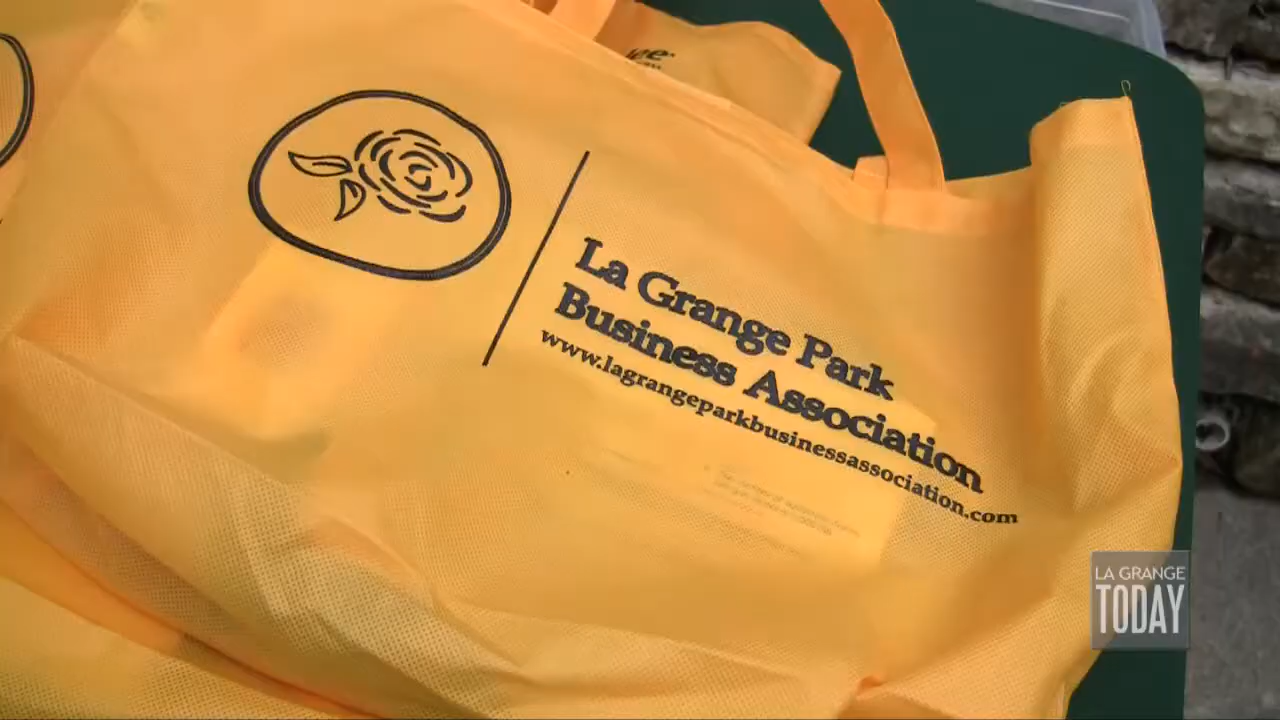 La Grange Park
Business Association
www.lagrangeparkbusinessassociation.com
LA GRANGE
TODAY